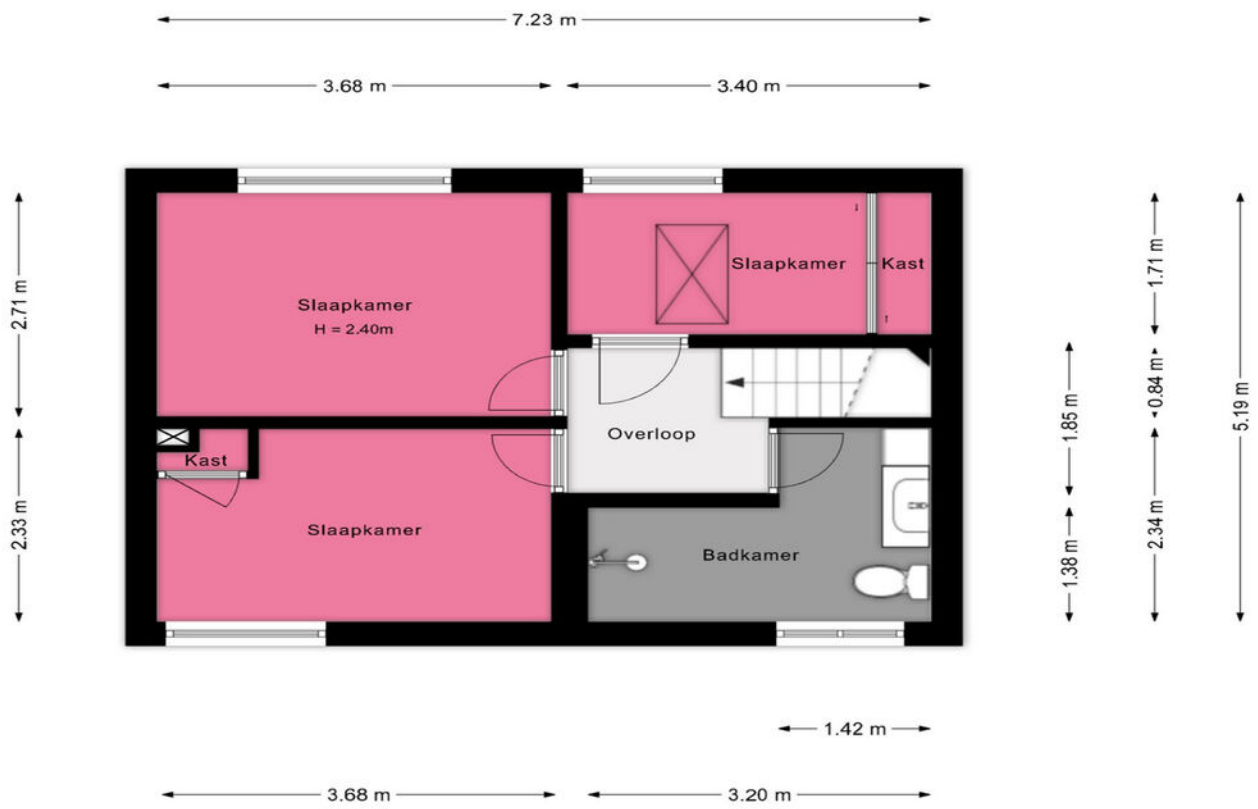 7.23 m
3.68 m
3.40 m
2.71 m
Slaapkamer
H = 2.40m
Slaapkamer
Kast
1.71 m
0.84 m
1.85 m
5.19 m
Overloop
Kast
Slaapkamer
2.33 m
Badkamer
1.38 m
2.34 m
1.42 m
3.68 m
3.20 m